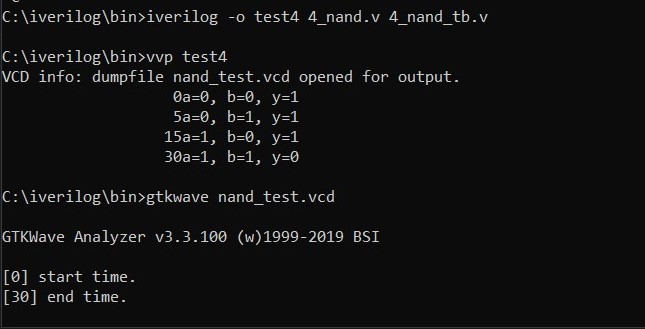 C:\iverilog\bin>iverilog -o test4 4_nand.v 4_nand_tb.v
C:\iverilog\bin>vvp test4
VCD info: dumpfile nand_test.vcd opened for output.
0a=0, b=0, y=1
5a=0, b=1, y=1
15a=1, b=0, y=1
30a=1, b=1, y=0
C:\iverilog\bin>gtkwave nand_test.vcd
GTKWave Analyzer v3.3.100 (w)1999-2019 BSI
[0] start time.
[30] end time.